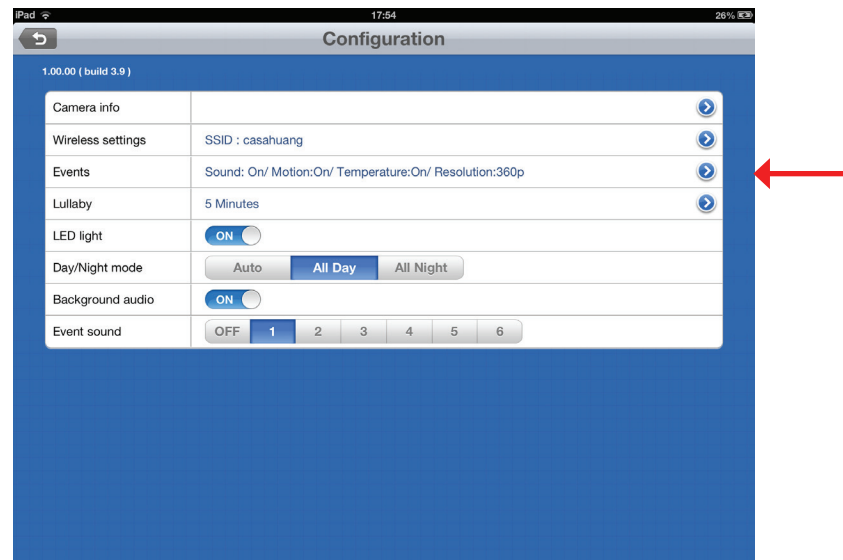 iPad 17:54 26%
Configuration
1.00.00 ( build 3.9 )
Camera info
Wireless settings SSID : casahuang
Events Sound: On/ Motion:On/ Temperature:On/ Resolution:360p
Lullaby 5 Minutes
LED light ON
Day/Night mode Auto All Day All Night
Background audio ON
Event sound OFF 1 2 3 4 5 6